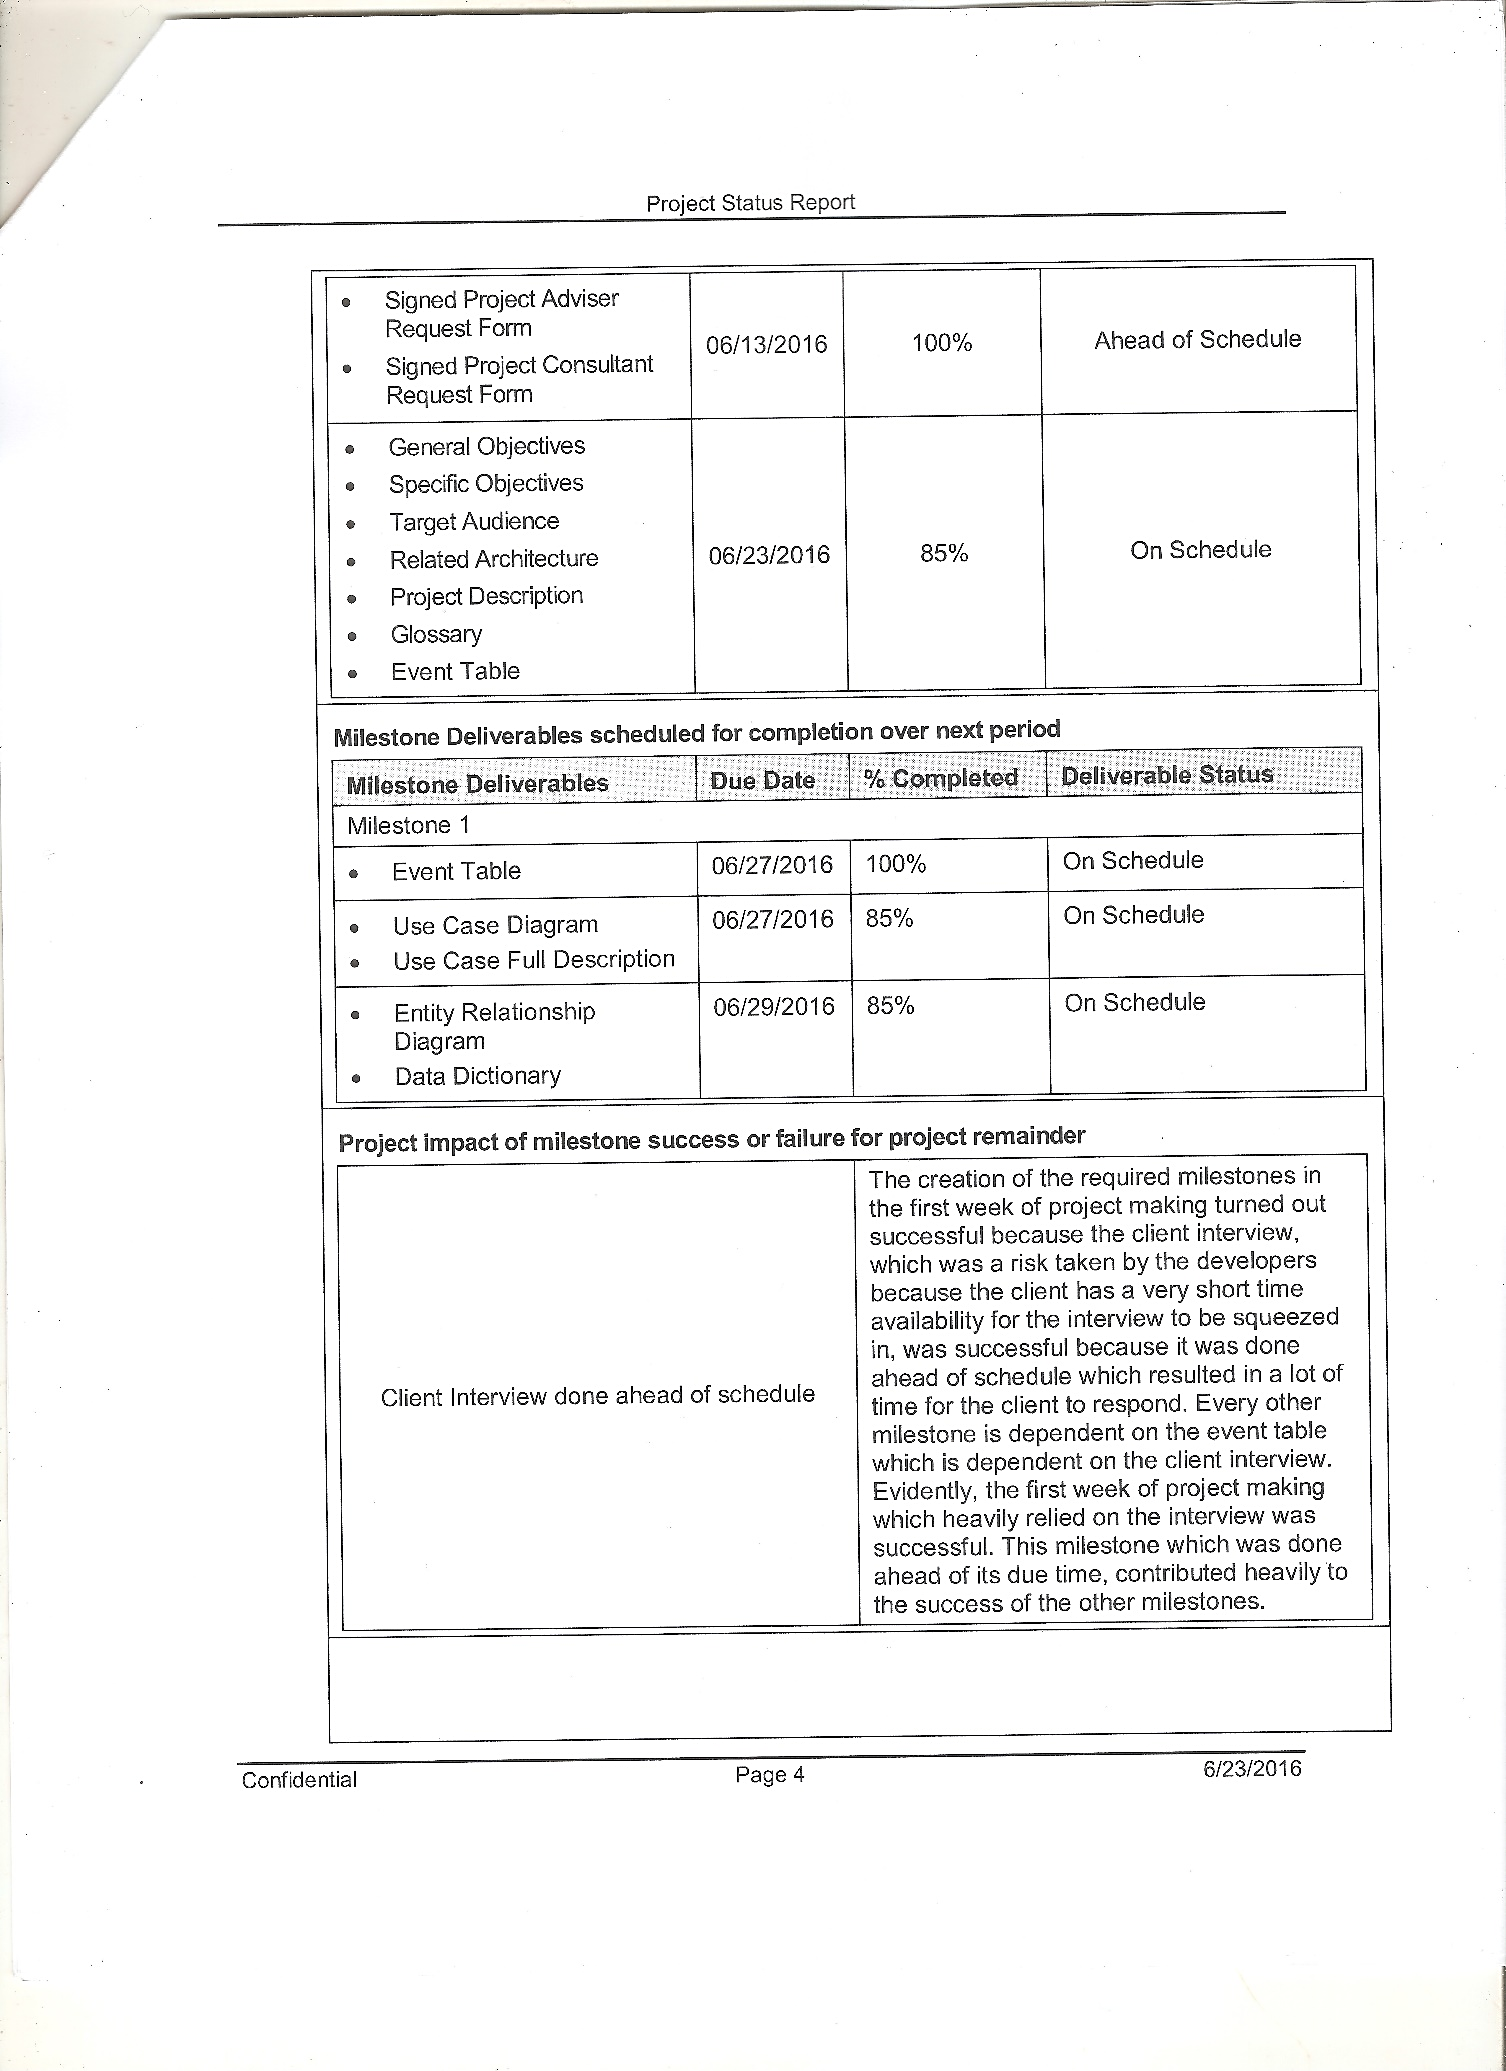 Project Status Report
• Signed Project Adviser
Request Form
• Signed Project Consultant
Request Form
06/13/2016
100%
Ahead of Schedule
• General Objectives
• Specific Objectives
• Target Audience
• Related Architecture
• Project Description
• Glossary
• Event Table
06/23/2016
85%
On Schedule
Milestone Deliverables scheduled for completion over next period
Milestone Deliverables Due Date % Completed Deliverable Status
Milestone 1
• Event Table 06/27/2016 100% On Schedule
• Use Case Diagram 06/27/2016 85% On Schedule
• Use Case Full Description
• Entity Relationship 06/29/2016 85% On Schedule
Diagram
• Data Dictionary
Project impact of milestone success or failure for project remainder
Client Interview done ahead of schedule
The creation of the required milestones in
the first week of project making turned out
successful because the client interview,
which was a risk taken by the developers
because the client has a very short time
availability for the interview to be squeezed
in, was successful because it was done
ahead of schedule which resulted in a lot of
time for the client to respond. Every other
milestone is dependent on the event table
which is dependent on the client interview.
Evidently, the first week of project making
which heavily relied on the interview was
successful. This milestone which was done
ahead of its due time, contributed heavily to
the success of the other milestones.
Confidential Page 4 6/23/2016